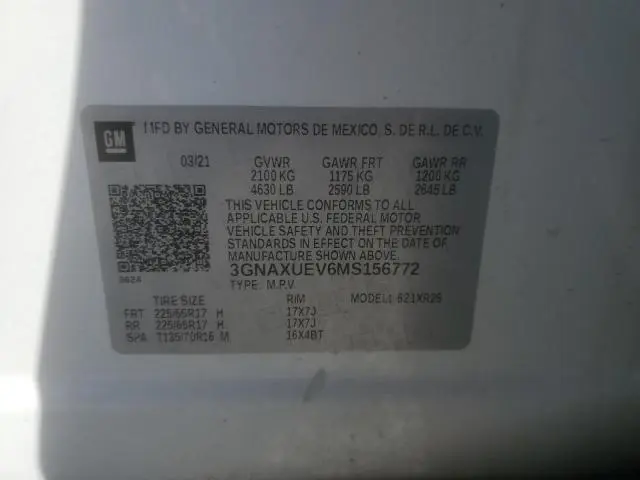 GM
MFD BY GENERAL MOTORS DE MEXICO, S. DE R.L. DE C.V.
03/21 GVWR GAWR FRT GAWR RR
2100 KG 1175 KG 1200 KG
4630 LB 2590 LB 2645 LB
THIS VEHICLE CONFORMS TO ALL
APPLICABLE U.S. FEDERAL MOTOR
VEHICLE SAFETY AND THEFT PREVENTION
STANDARDS IN EFFECT ON THE DATE OF
MANUFACTURE SHOWN ABOVE.
3GNAXUEV6MS156772
TYPE: M.P.V.
RIM MODEL:
FRT 225/65R17 H 17X7J
RR 225/65R17 H 17X7J
SPA T135/70R16 M 16X4BT